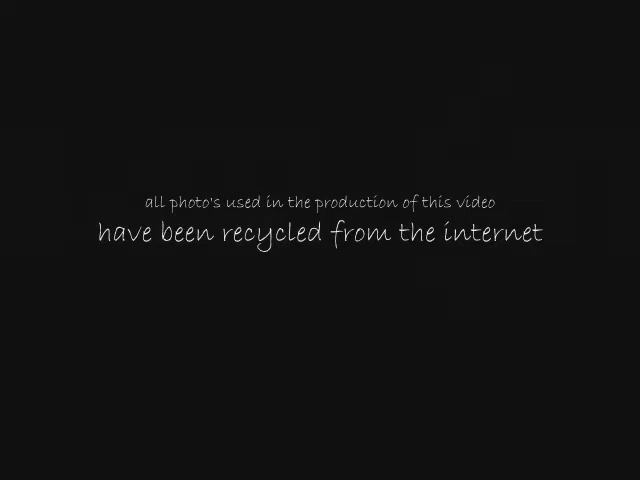 all photo's used in the production of this video
have been recycled from the internet